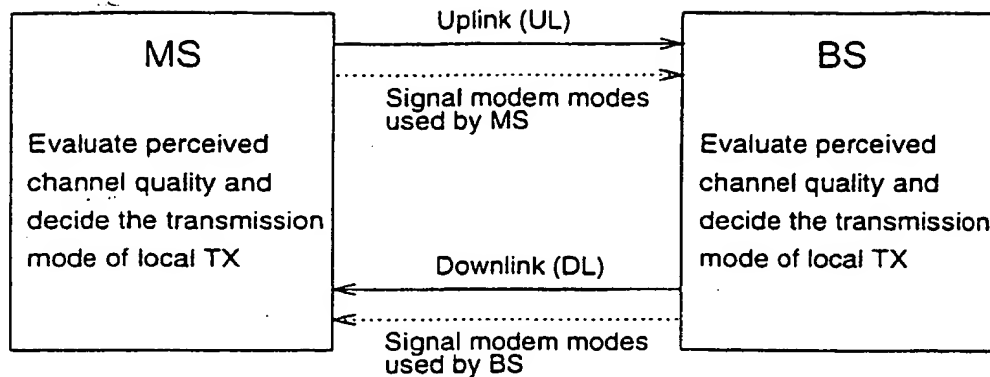 Uplink (UL)
MS
BS
Signal modem modes
used by MS
Evaluate perceived
channel quality and
decide the transmission
mode of local TX
Evaluate perceived
channel quality and
decide the transmission
mode of local TX
Downlink (DL)
Signal modem modes
used by BS